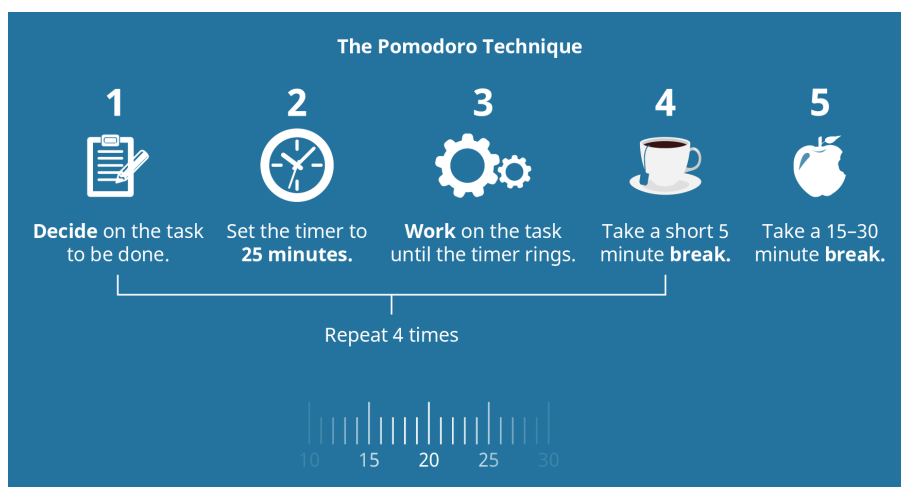 The Pomodoro Technique
1
2
3
4
5
Decide on the task
to be done.
Set the timer to
25 minutes.
Work on the task
until the timer rings.
Take a short 5
minute break.
Take a 15–30
minute break.
Repeat 4 times
10 15 20 25 30